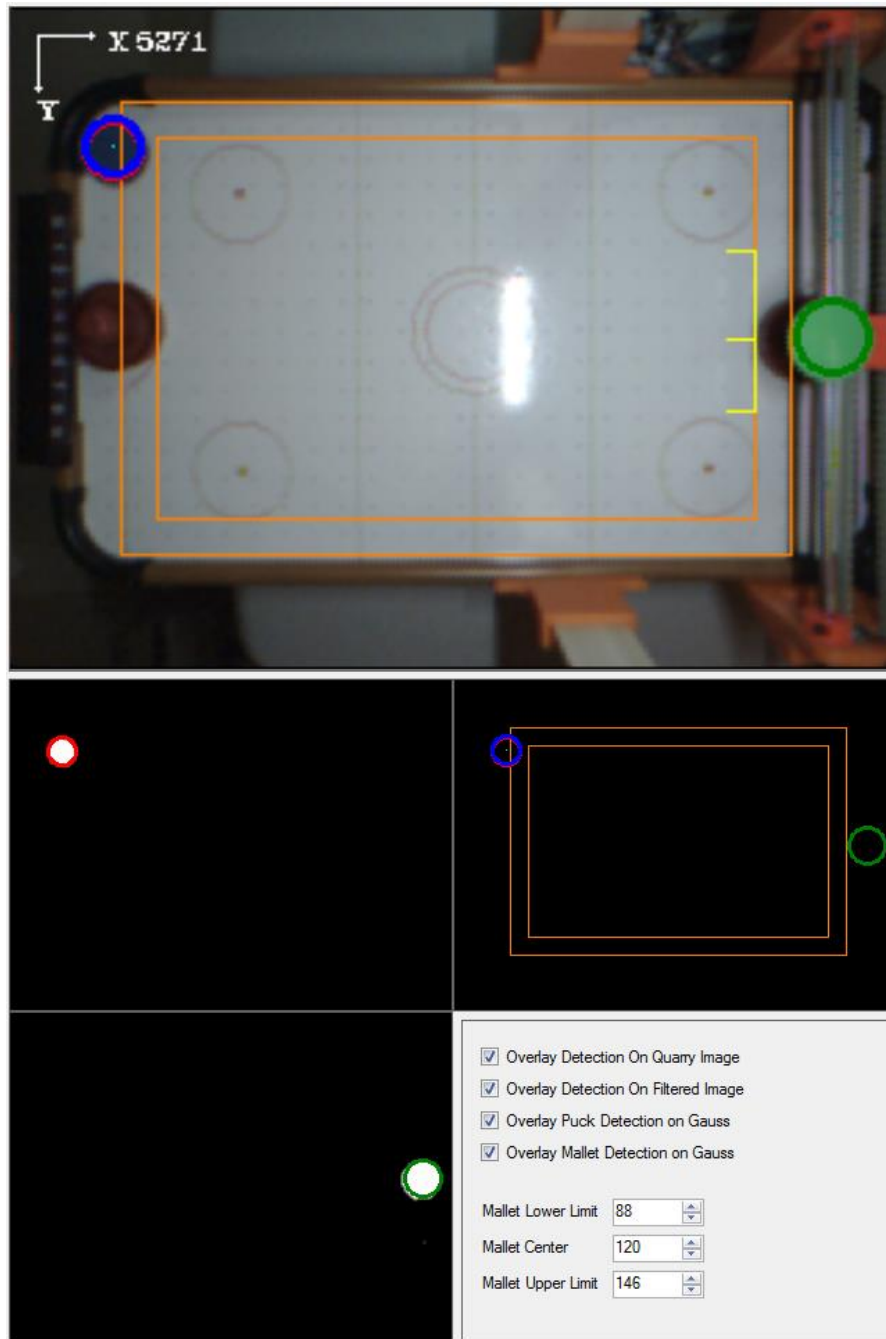 X 5271
Y
Overlay Detection On Quarry Image
Overlay Detection On Filtered Image
Overlay Puck Detection on Gauss
Overlay Mallet Detection on Gauss
Mallet Lower Limit 88
Mallet Center 120
Mallet Upper Limit 146